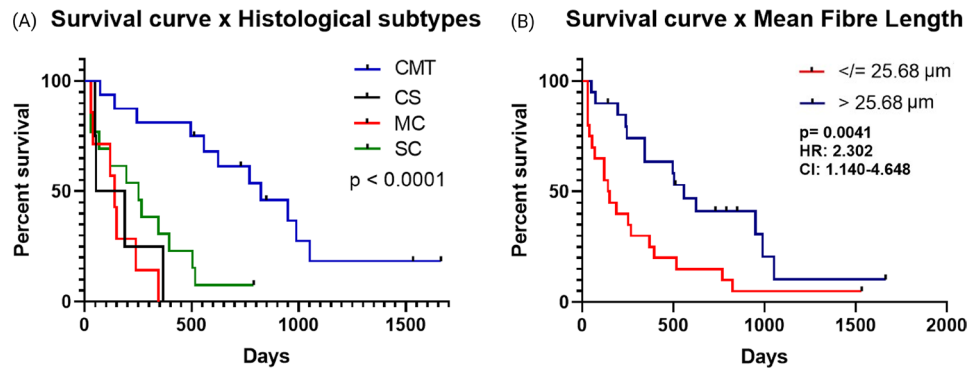 (A) Survival curve x Histological subtypes
CMT
CS
MC
SC
p < 0.0001
Percent survival
100
50
0
0 500 1000 1500
Days
(B) Survival curve x Mean Fibre Length
</= 25.68 µm
> 25.68 µm
p= 0.0041
HR: 2.302
CI: 1.140-4.648
Percent survival
100
50
0
0 500 1000 1500 2000
Days